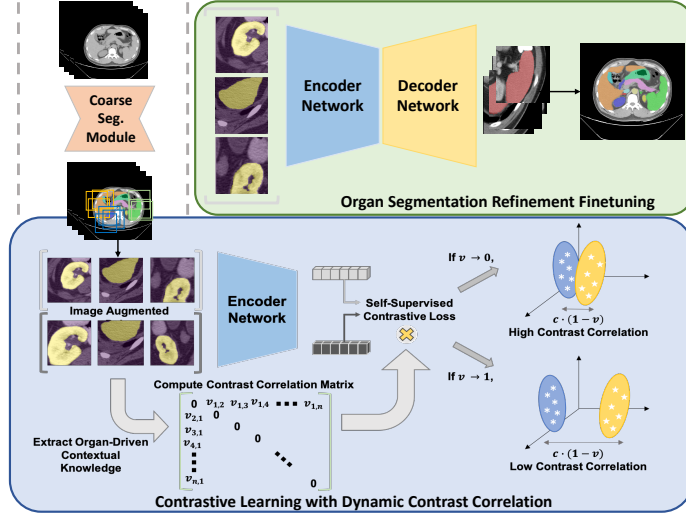 Coarse
Seg.
Module
Encoder
Network
Decoder
Network
Organ Segmentation Refinement Finetuning
Image Augmented
Encoder
Network
Self-Supervised
Contrastive Loss
If v → 0,
If v → 1,
c · (1 − v)
High Contrast Correlation
c · (1 − v)
Low Contrast Correlation
Extract Organ-Driven
Contextual
Knowledge
Compute Contrast Correlation Matrix
0 v1,2 v1,3 v1,4 ▪▪▪ v1,n
v2,1 0
v3,1 0
v4,1 0
vn,1 0
Contrastive Learning with Dynamic Contrast Correlation